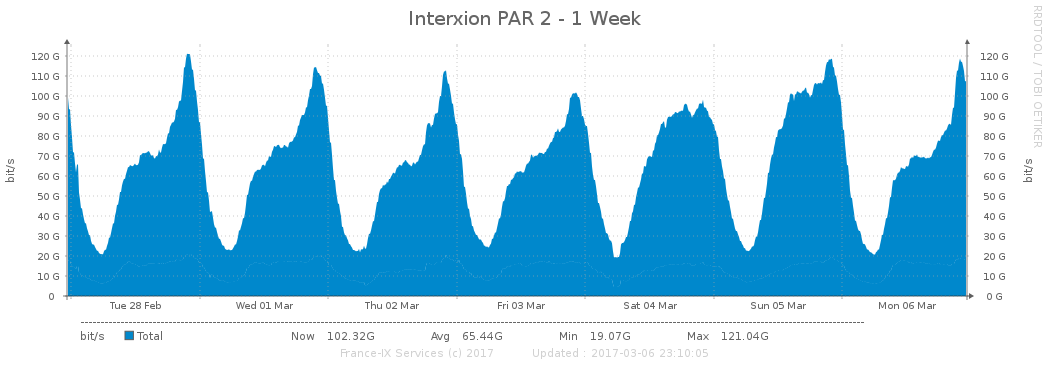 Interxion PAR 2 - 1 Week
RRDTOOL / TOBI OETIKER
120 G 120 G
110 G 110 G
100 G 100 G
90 G 90 G
80 G 80 G
70 G 70 G
60 G 60 G
50 G 50 G
40 G 40 G
30 G 30 G
20 G 20 G
10 G 10 G
0 0 G
bit/s
bit/s
Tue 28 Feb Wed 01 Mar Thu 02 Mar Fri 03 Mar Sat 04 Mar Sun 05 Mar Mon 06 Mar
bit/s Total Now 102.32G Avg 65.44G Min 19.07G Max 121.04G
France-IX Services (c) 2017 Updated : 2017-03-06 23:10:05